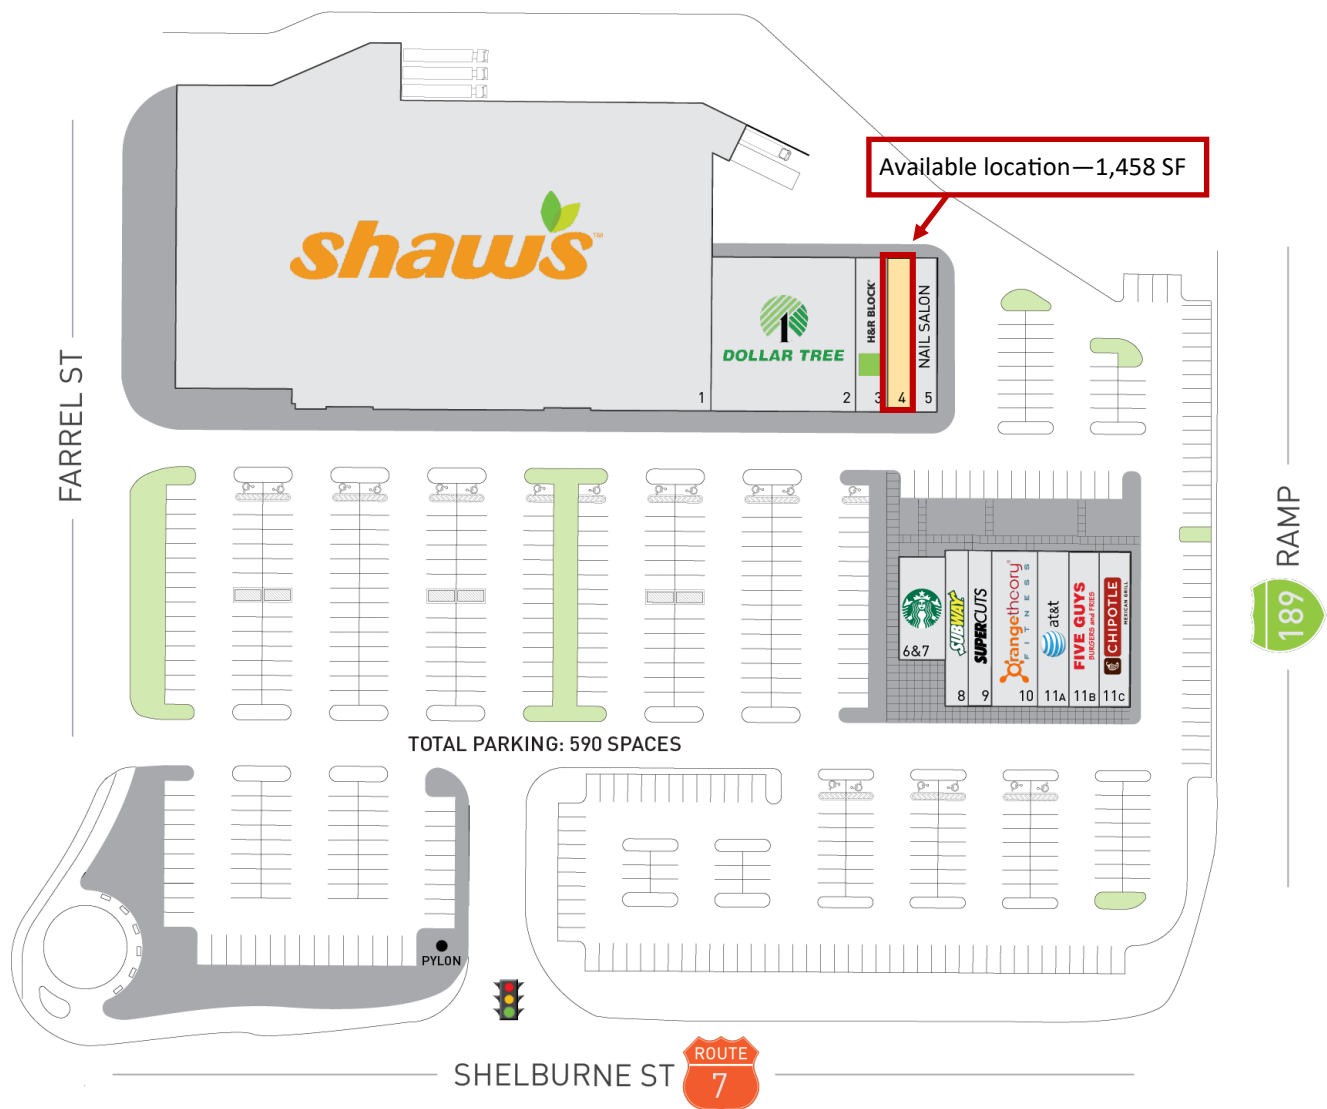 Available location—1,458 SF
shaw's™
DOLLAR TREE
H&R BLOCK®
NAIL SALON
1
2
3
4
5
FARREL ST
RAMP
189
6&7
SUBWAY
8
SUPERCUTS
9
orangetheory
FITNESS
10
at&t
11A
FIVE GUYS
BURGERS and FRIES
11B
CHIPOTLE
MEXICAN GRILL
11C
TOTAL PARKING: 590 SPACES
PYLON
SHELBURNE ST
ROUTE
7